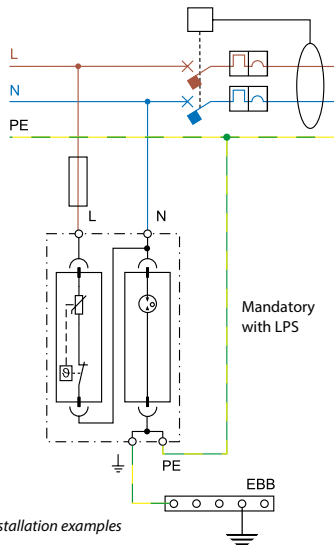 L
N
PE
L N
Mandatory
with LPS
ϑ
PE
EBB
stallation examples